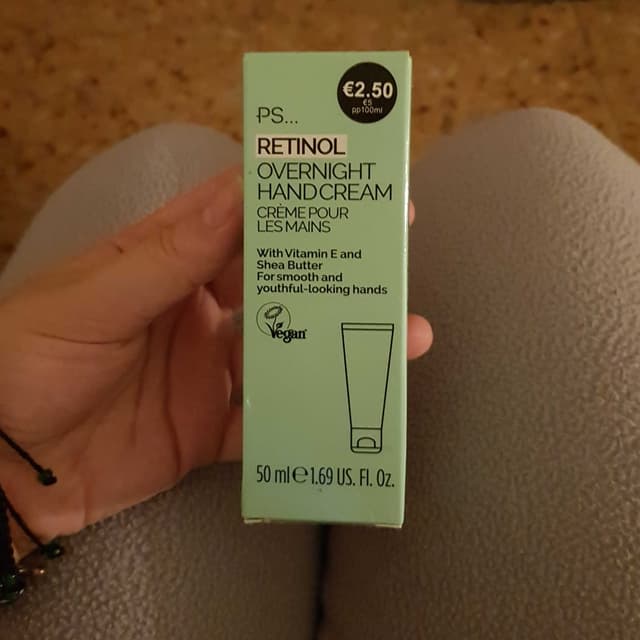 €2.50
€5
pp100ml
PS...
RETINOL
OVERNIGHT
HAND CREAM
CRÈME POUR
LES MAINS
With Vitamin E and
Shea Butter
For smooth and
youthful-looking hands
Vegan
50 ml ℮ 1.69 US. Fl. Oz.